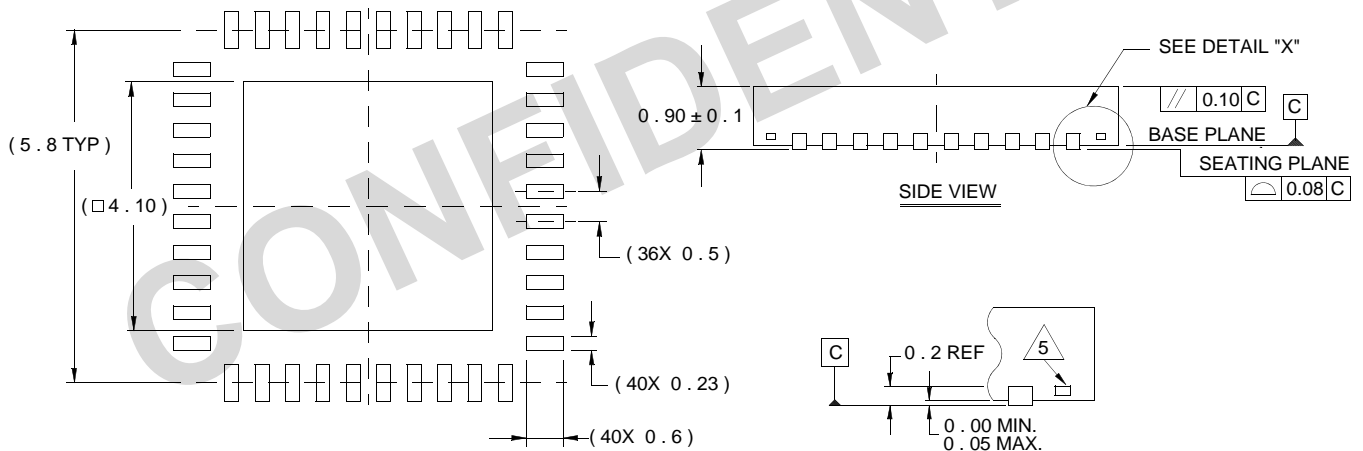 CONFIDEN
( 5 . 8 TYP )
( □ 4 . 10 )
( 36X 0 . 5 )
( 40X 0 . 23 )
( 40X 0 . 6 )
SEE DETAIL "X"
0 . 90 ± 0 . 1
// 0.10 C
C
BASE PLANE
SEATING PLANE
0.08 C
SIDE VIEW
C
0 . 2 REF
5
0 . 00 MIN.
0 . 05 MAX.